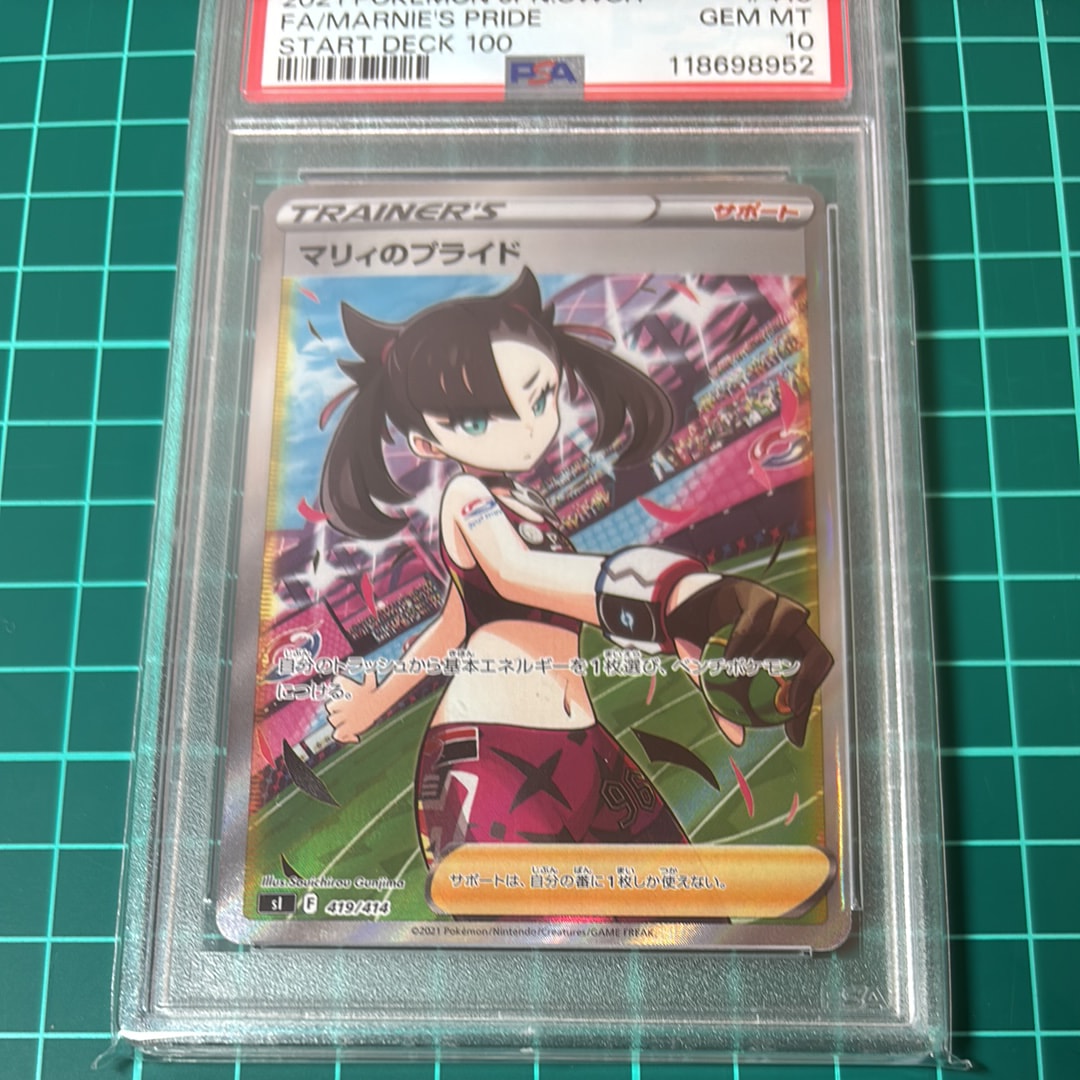 2021 POKEMON
FA/MARNIE'S PRIDE
GEM MT
START DECK 100
10
PSA
118698952
TRAINER'S
サポート
マリィのプライド
自分のトラッシュから基本エネルギーを1枚選び、ベンチポケモン
につける。
96
サポートは、自分の番に1枚しか使えない。
Illus. Souichirou Gunjima
sI F 419/414
©2021 Pokémon/Nintendo/Creatures/GAME FREAK.